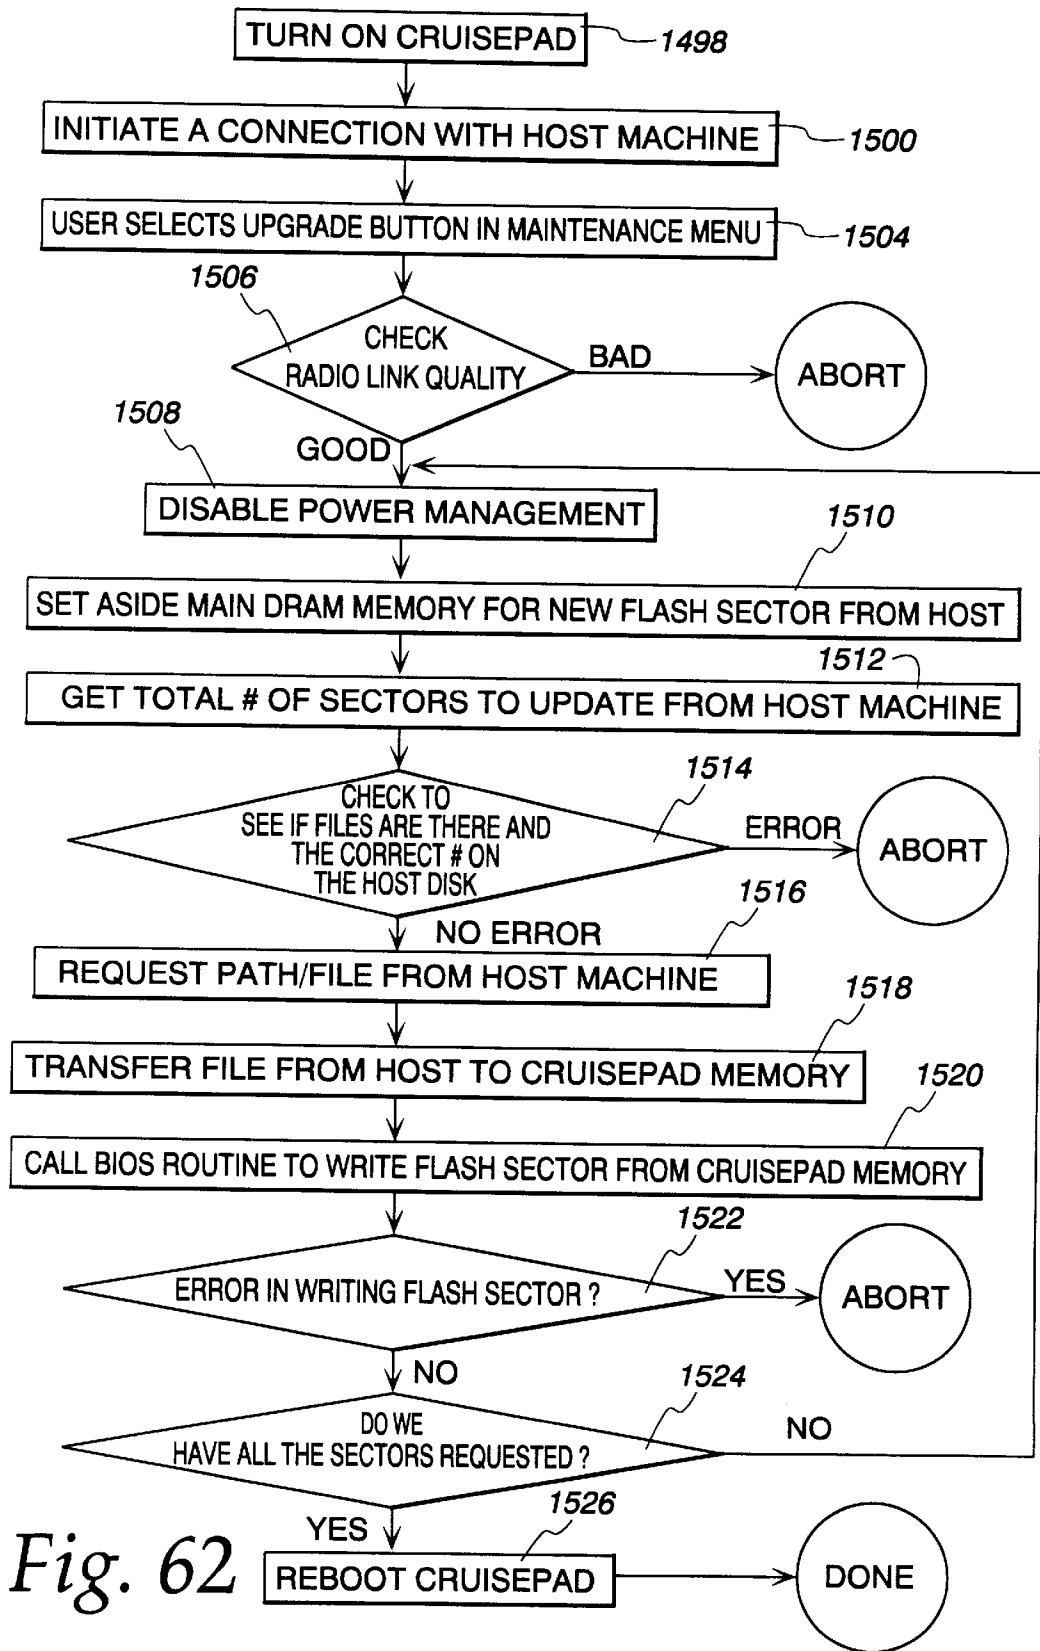 TURN ON CRUISEPAD
1498
INITIATE A CONNECTION WITH HOST MACHINE
1500
USER SELECTS UPGRADE BUTTON IN MAINTENANCE MENU
1504
1506
CHECK
RADIO LINK QUALITY
BAD
ABORT
1508
GOOD
DISABLE POWER MANAGEMENT
1510
SET ASIDE MAIN DRAM MEMORY FOR NEW FLASH SECTOR FROM HOST
1512
GET TOTAL # OF SECTORS TO UPDATE FROM HOST MACHINE
1514
CHECK TO
SEE IF FILES ARE THERE AND
THE CORRECT # ON
THE HOST DISK
ERROR
ABORT
1516
NO ERROR
REQUEST PATH/FILE FROM HOST MACHINE
1518
TRANSFER FILE FROM HOST TO CRUISEPAD MEMORY
1520
CALL BIOS ROUTINE TO WRITE FLASH SECTOR FROM CRUISEPAD MEMORY
1522
ERROR IN WRITING FLASH SECTOR ?
YES
ABORT
NO
1524
DO WE
HAVE ALL THE SECTORS REQUESTED ?
NO
1526
YES
REBOOT CRUISEPAD
DONE
Fig. 62